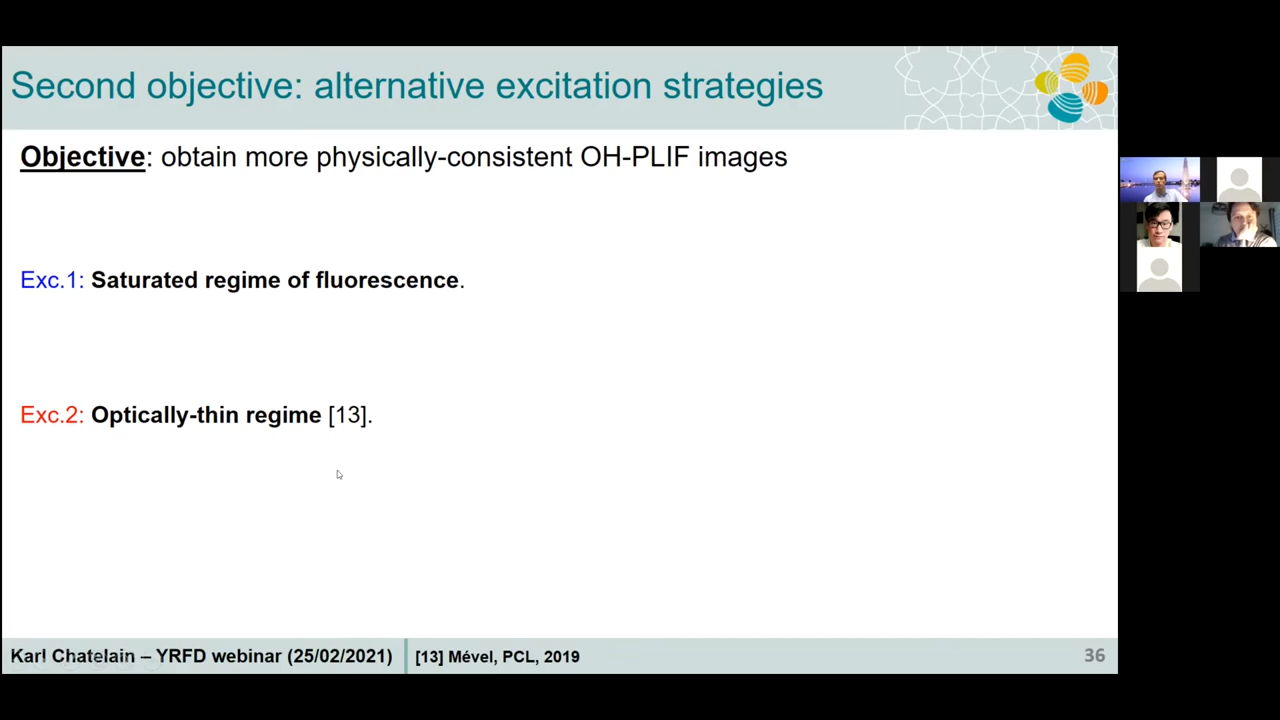 Second objective: alternative excitation strategies
Objective: obtain more physically-consistent OH-PLIF images
Exc.1: Saturated regime of fluorescence.
Exc.2: Optically-thin regime [13].
Karl Chatelain – YRFD webinar (25/02/2021)
[13] Mével, PCL, 2019
36